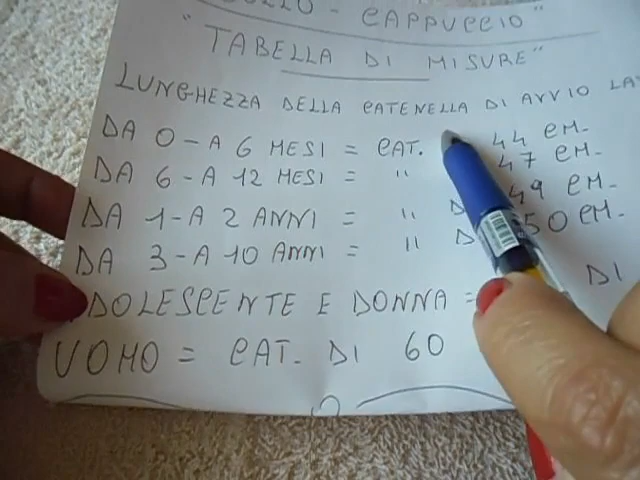 - CAPPUCCIO"
"TABELLA DI MISURE"
LUNGHEZZA DELLA CATENELLA DI AVVIO
DA 0 - A 6 MESI = CAT. 44 CM-
DA 6 - A 12 MESI = " 47 CM-
DA 1 - A 2 ANNI = " 49 CM-
DA 3 - A 10 ANNI = " 50 CM-
ADOLESCENTE E DONNA = DI
UOMO = CAT. DI 60